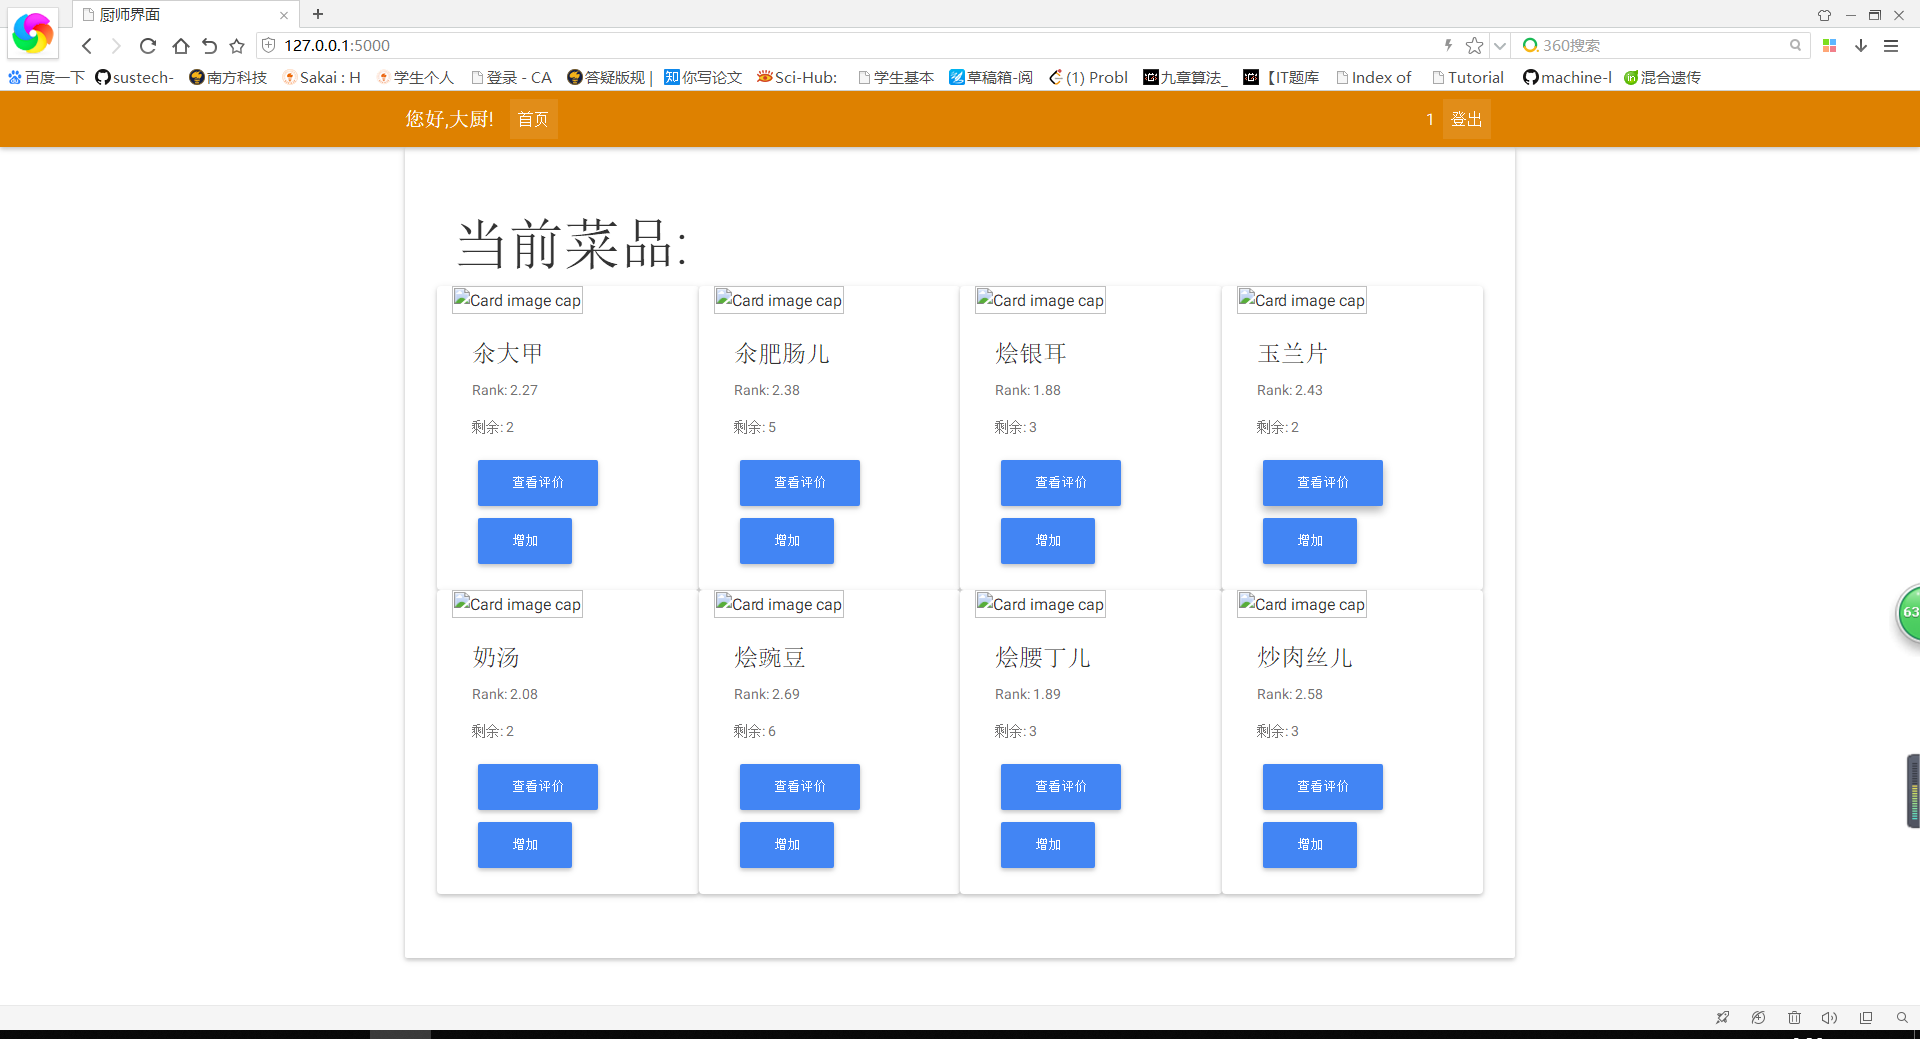 厨师界面
127.0.0.1:5000
360搜索
百度一下 sustech- 南方科技 Sakai : H 学生个人 登录 - CA 答疑版规 | 你写论文 Sci-Hub: 学生基本 草稿箱-阅 (1) Probl 九章算法_ 【IT题库 Index of Tutorial machine-l 混合遗传
您好,大厨! 首页 1 登出
当前菜品:
Card image cap Card image cap Card image cap Card image cap
汆大甲 汆肥肠儿 烩银耳 玉兰片
Rank: 2.27 Rank: 2.38 Rank: 1.88 Rank: 2.43
剩余: 2 剩余: 5 剩余: 3 剩余: 2
查看评价 查看评价 查看评价 查看评价
增加 增加 增加 增加
Card image cap Card image cap Card image cap Card image cap
奶汤 烩豌豆 烩腰丁儿 炒肉丝儿
Rank: 2.08 Rank: 2.69 Rank: 1.89 Rank: 2.58
剩余: 2 剩余: 6 剩余: 3 剩余: 3
查看评价 查看评价 查看评价 查看评价
增加 增加 增加 增加
63